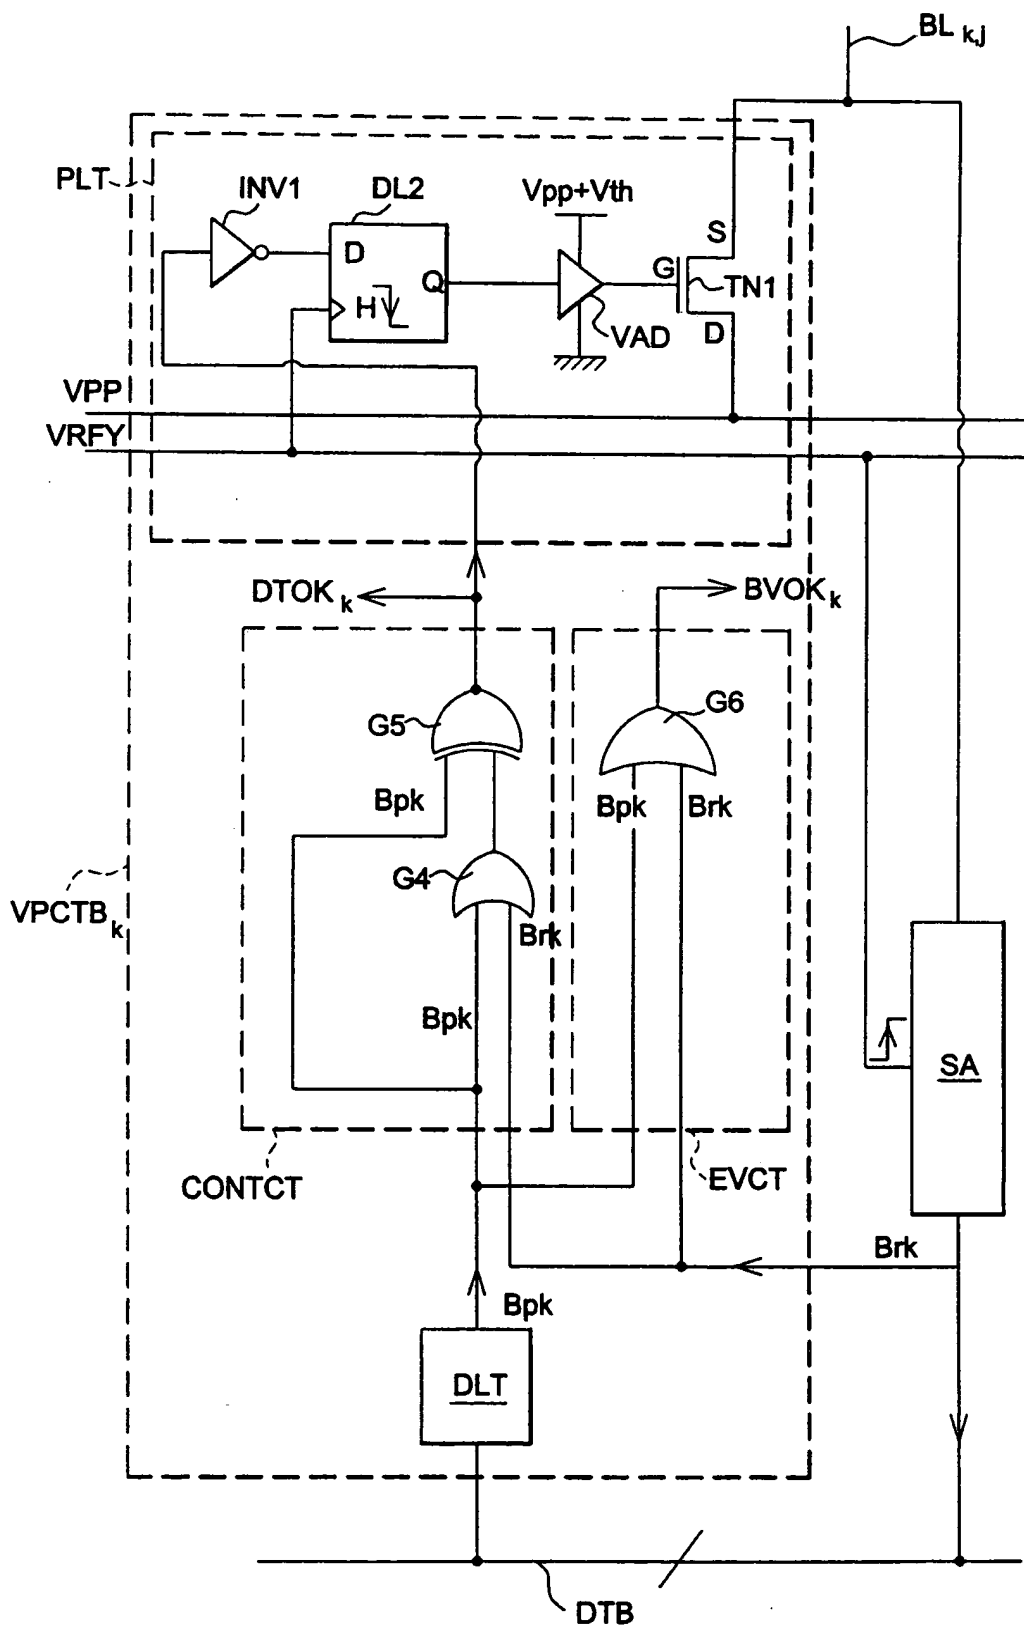 BL k,j
PLT
INV1
DL2
Vpp+Vth
S
D
Q
G
TN1
H
VAD
D
VPP
VRFY
DTOK k
BVOK k
G5
G6
Bpk
Bpk
Brk
G4
VPCTB k
Brk
Bpk
SA
CONTCT
EVCT
Brk
Bpk
DLT
DTB